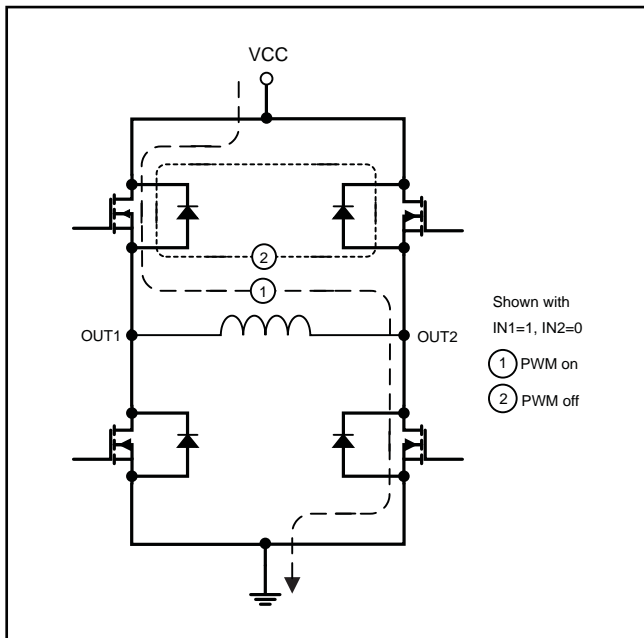 VCC
2
1
OUT1
OUT2
Shown with
IN1=1, IN2=0
1 PWM on
2 PWM off